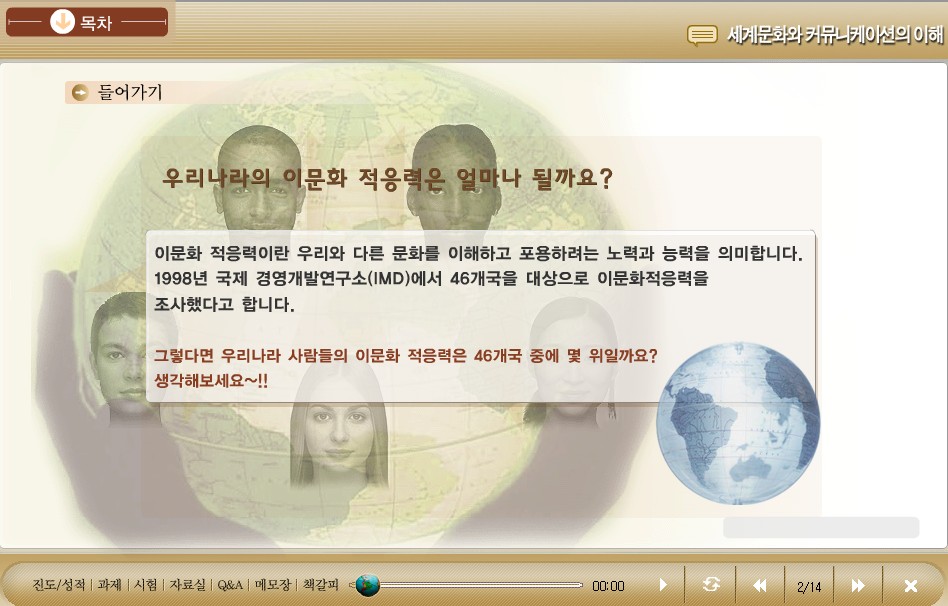 목차
세계문화와 커뮤니케이션의 이해
들어가기
우리나라의 이문화 적응력은 얼마나 될까요?
이문화 적응력이란 우리와 다른 문화를 이해하고 포용하려는 노력과 능력을 의미합니다.
1998년 국제 경영개발연구소(IMD)에서 46개국을 대상으로 이문화적응력을
조사했다고 합니다.
그렇다면 우리나라 사람들의 이문화 적응력은 46개국 중에 몇 위일까요?
생각해보세요~!!
진도/성적 | 과제 | 시험 | 자료실 | Q&A | 메모장 | 책갈피 00:00 2/14